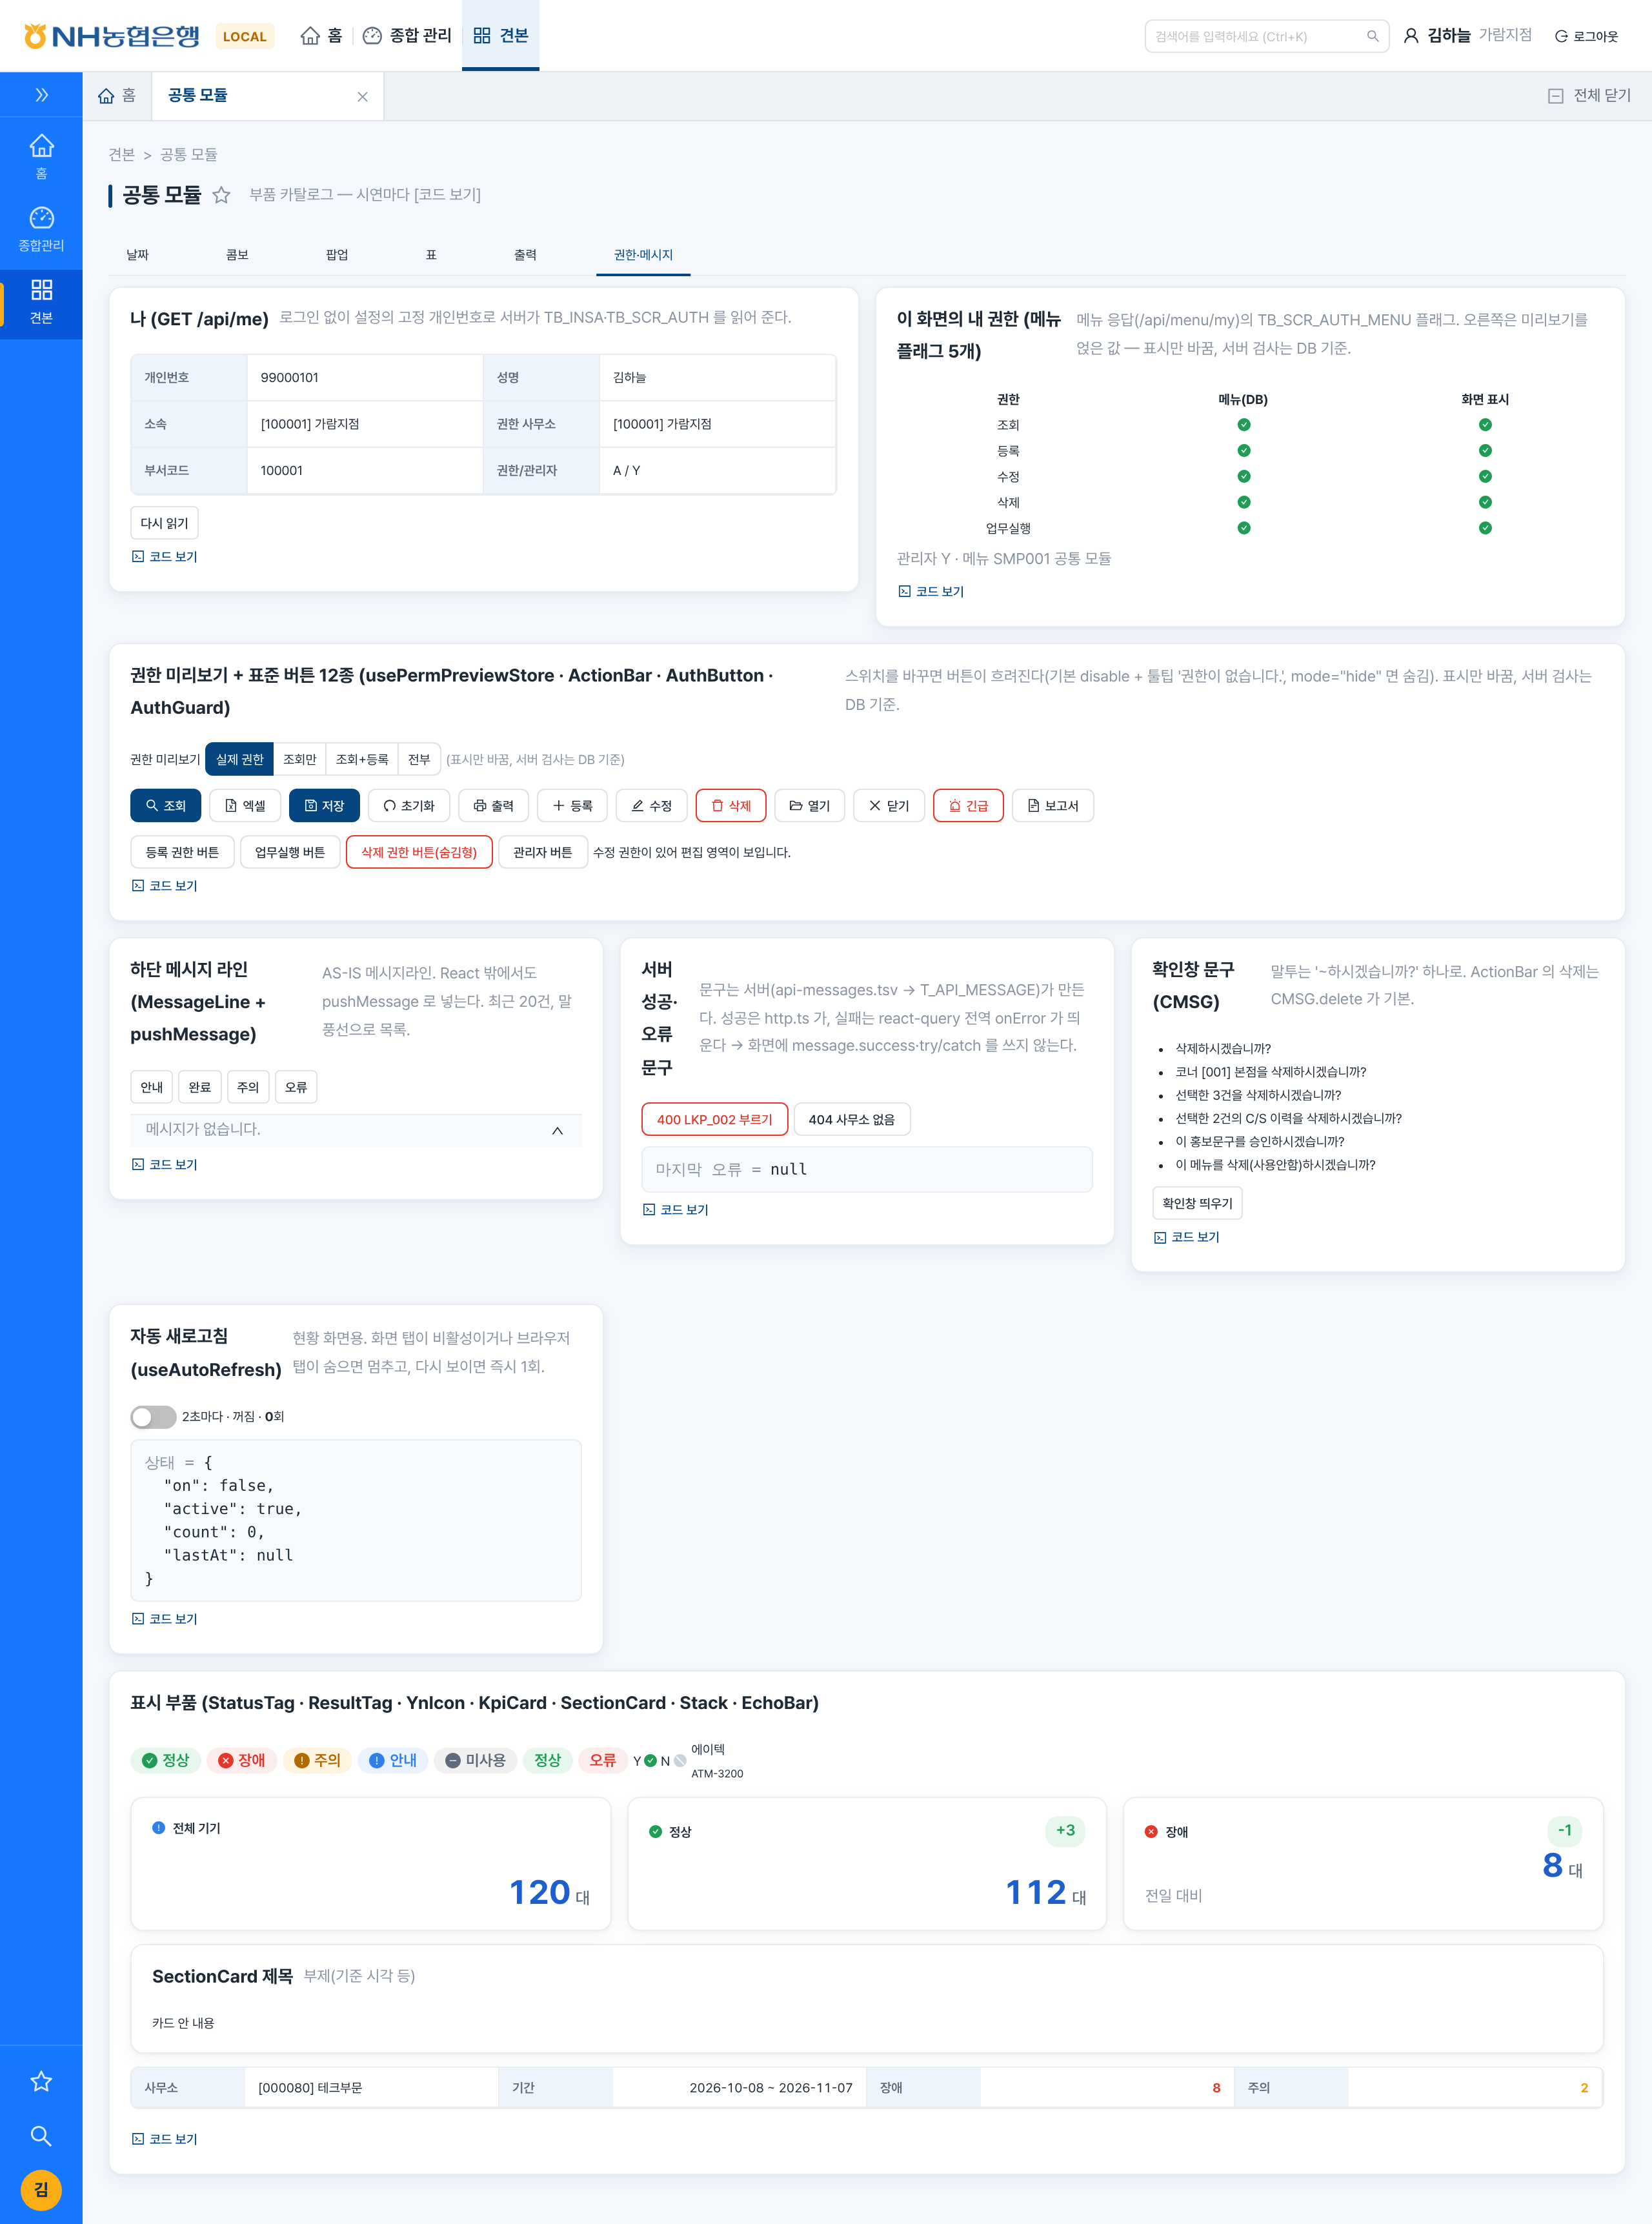 NH농협은행 LOCAL 홈 종합 관리 견본 검색어를 입력하세요 (Ctrl+K) 김하늘 가람지점 로그아웃
홈 공통 모듈 전체 닫기
홈
종합관리
견본
견본 > 공통 모듈
공통 모듈 부품 카탈로그 — 시연마다 [코드 보기]
날짜 콤보 팝업 표 출력 권한·메시지
나 (GET /api/me) 로그인 없이 설정의 고정 개인번호로 서버가 TB_INSA·TB_SCR_AUTH 를 읽어 준다.
개인번호 99000101 성명 김하늘
소속 [100001] 가람지점 권한 사무소 [100001] 가람지점
부서코드 100001 권한/관리자 A / Y
다시 읽기
코드 보기
이 화면의 내 권한 (메뉴
플래그 5개)
메뉴 응답(/api/menu/my)의 TB_SCR_AUTH_MENU 플래그. 오른쪽은 미리보기를
얹은 값 — 표시만 바꿈, 서버 검사는 DB 기준.
권한 메뉴(DB) 화면 표시
조회
등록
수정
삭제
업무실행
관리자 Y · 메뉴 SMP001 공통 모듈
코드 보기
권한 미리보기 + 표준 버튼 12종 (usePermPreviewStore · ActionBar · AuthButton ·
AuthGuard)
스위치를 바꾸면 버튼이 흐려진다(기본 disable + 툴팁 '권한이 없습니다.', mode="hide" 면 숨김). 표시만 바꿈, 서버 검사는
DB 기준.
권한 미리보기 실제 권한 조회만 조회+등록 전부 (표시만 바꿈, 서버 검사는 DB 기준)
조회 엑셀 저장 초기화 출력 등록 수정 삭제 열기 닫기 긴급 보고서
등록 권한 버튼 업무실행 버튼 삭제 권한 버튼(숨김형) 관리자 버튼 수정 권한이 있어 편집 영역이 보입니다.
코드 보기
하단 메시지 라인
(MessageLine +
pushMessage)
AS-IS 메시지라인. React 밖에서도
pushMessage 로 넣는다. 최근 20건, 말
풍선으로 목록.
안내 완료 주의 오류
메시지가 없습니다.
코드 보기
서버
성공·
오류
문구
문구는 서버(api-messages.tsv → T_API_MESSAGE)가 만든
다. 성공은 http.ts 가, 실패는 react-query 전역 onError 가 띄
운다 → 화면에 message.success·try/catch 를 쓰지 않는다.
400 LKP_002 부르기 404 사무소 없음
마지막 오류 = null
코드 보기
확인창 문구
(CMSG)
말투는 '~하시겠습니까?' 하나로. ActionBar 의 삭제는
CMSG.delete 가 기본.
• 삭제하시겠습니까?
• 코너 [001] 본점을 삭제하시겠습니까?
• 선택한 3건을 삭제하시겠습니까?
• 선택한 2건의 C/S 이력을 삭제하시겠습니까?
• 이 홍보문구를 승인하시겠습니까?
• 이 메뉴를 삭제(사용안함)하시겠습니까?
확인창 띄우기
코드 보기
자동 새로고침
(useAutoRefresh)
현황 화면용. 화면 탭이 비활성이거나 브라우저
탭이 숨으면 멈추고, 다시 보이면 즉시 1회.
2초마다 · 꺼짐 · 0회
상태 = {
"on": false,
"active": true,
"count": 0,
"lastAt": null
}
코드 보기
표시 부품 (StatusTag · ResultTag · YnIcon · KpiCard · SectionCard · Stack · EchoBar)
정상 장애 주의 안내 미사용 정상 오류 Y N 에이텍
ATM-3200
전체 기기
120 대
정상 +3
112 대
장애 -1
8 대
전일 대비
SectionCard 제목 부제(기준 시각 등)
카드 안 내용
사무소 [000080] 테크부문 기간 2026-10-08 ~ 2026-11-07 장애 8 주의 2
코드 보기
김